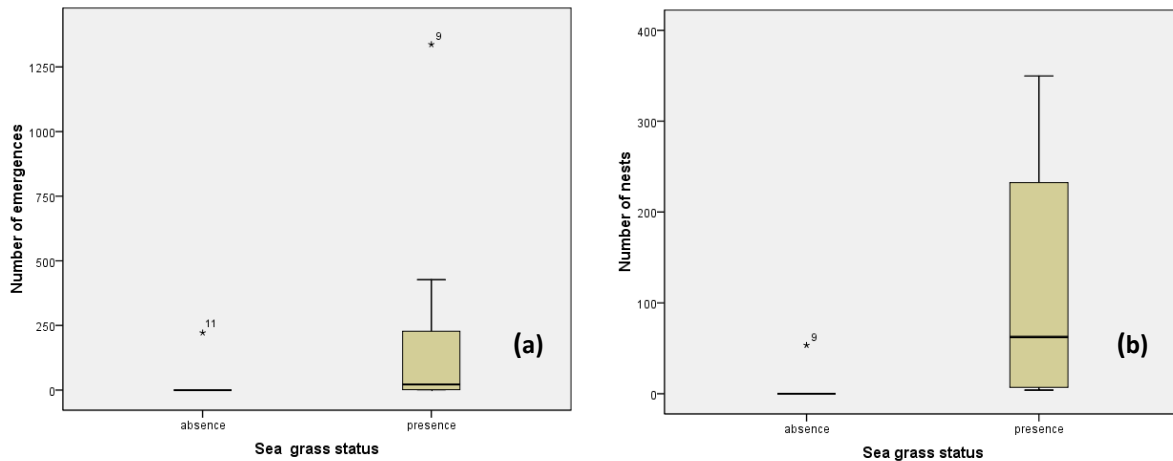 1250
1000
750
500
250
0
Number of emergences
*9
*11
absence
presence
Sea grass status
(a)
400
300
200
100
0
Number of nests
*9
absence
presence
Sea grass status
(b)